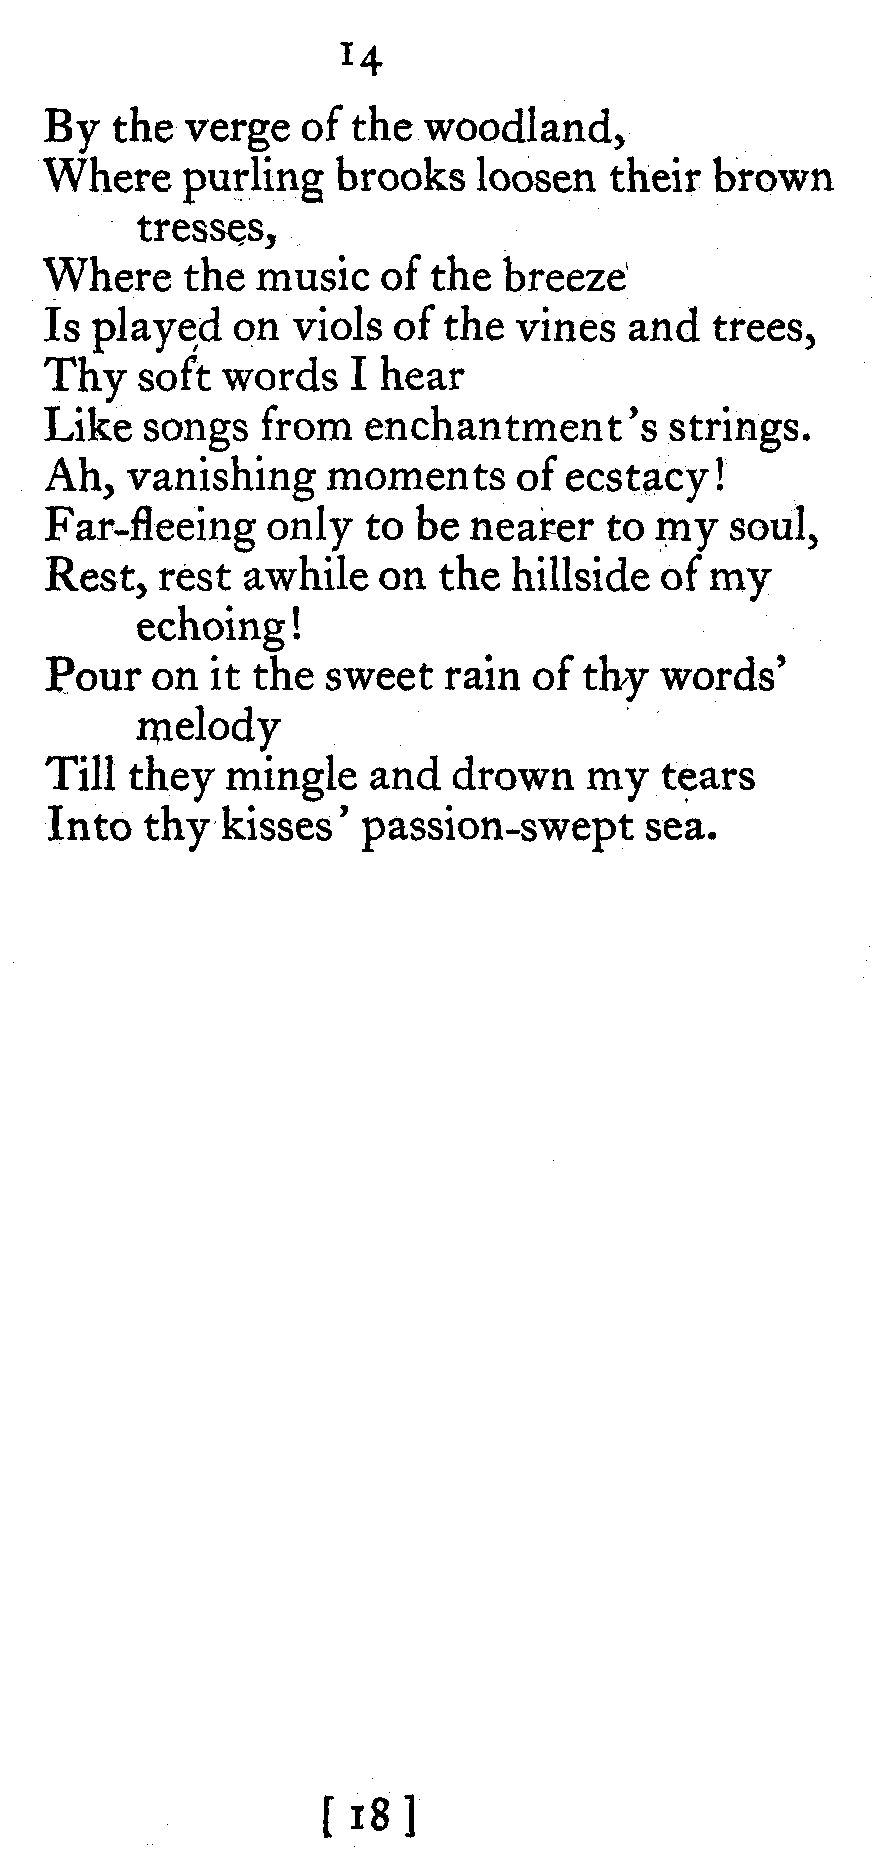 14
By the verge of the woodland,
Where purling brooks loosen their brown
tresses,
Where the music of the breeze
Is played on viols of the vines and trees,
Thy soft words I hear
Like songs from enchantment's strings.
Ah, vanishing moments of ecstacy!
Far-fleeing only to be nearer to my soul,
Rest, rest awhile on the hillside of my
echoing!
Pour on it the sweet rain of thy words'
melody
Till they mingle and drown my tears
Into thy kisses' passion-swept sea.
[ 18 ]